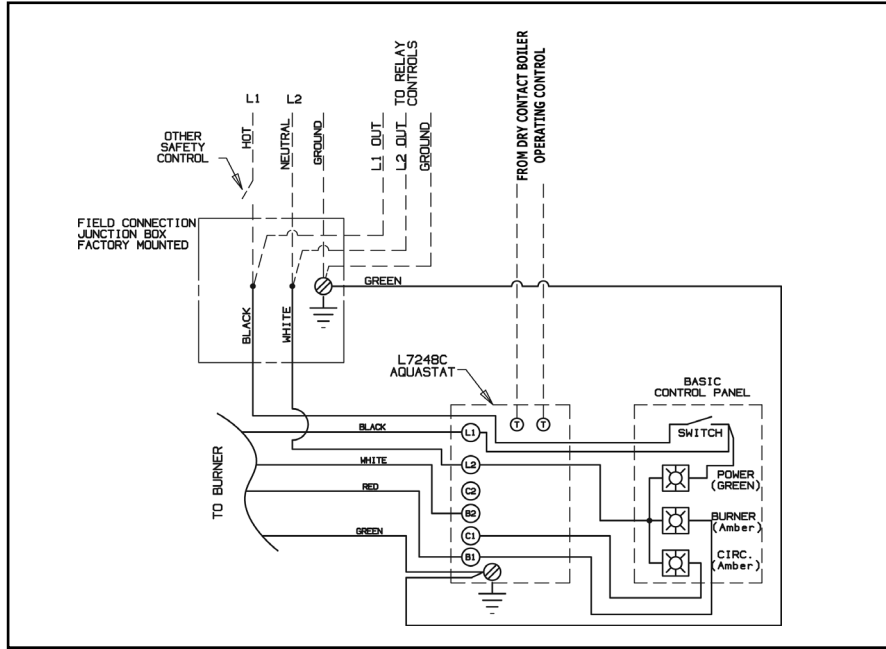 L1
L2
HOT
NEUTRAL
GROUND
TO RELAY
CONTROLS
L1 OUT
L2 OUT
GROUND
FROM DRY CONTACT BOILER
OPERATING CONTROL
OTHER
SAFETY
CONTROL
FIELD CONNECTION
JUNCTION BOX
FACTORY MOUNTED
GREEN
BLACK
WHITE
L7248C
AQUASTAT
BASIC
CONTROL PANEL
T
T
SWITCH
BLACK
L1
WHITE
L2
POWER
(GREEN)
RED
C2
TO BURNER
B2
BURNER
(Amber)
GREEN
C1
B1
CIRC.
(Amber)